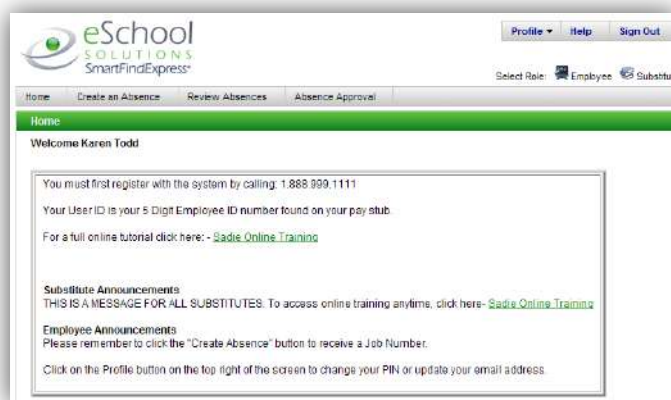 eSchool
SOLUTIONS
SmartFindExpress
Profile Help Sign Out
Select Role: Employee Substitu
Home Create an Absence Review Absences Absence Approval
Home
Welcome Karen Todd
You must first register with the system by calling: 1.888.999.1111
Your User ID is your 5 Digit Employee ID number found on your pay stub.
For a full online tutorial click here: - Sadie Online Training
Substitute Announcements
THIS IS A MESSAGE FOR ALL SUBSTITUTES. To access online training anytime, click here- Sadie Online Training
Employee Announcements
Please remember to click the "Create Absence" button to receive a Job Number.
Click on the Profile button on the top right of the screen to change your PIN or update your email address.